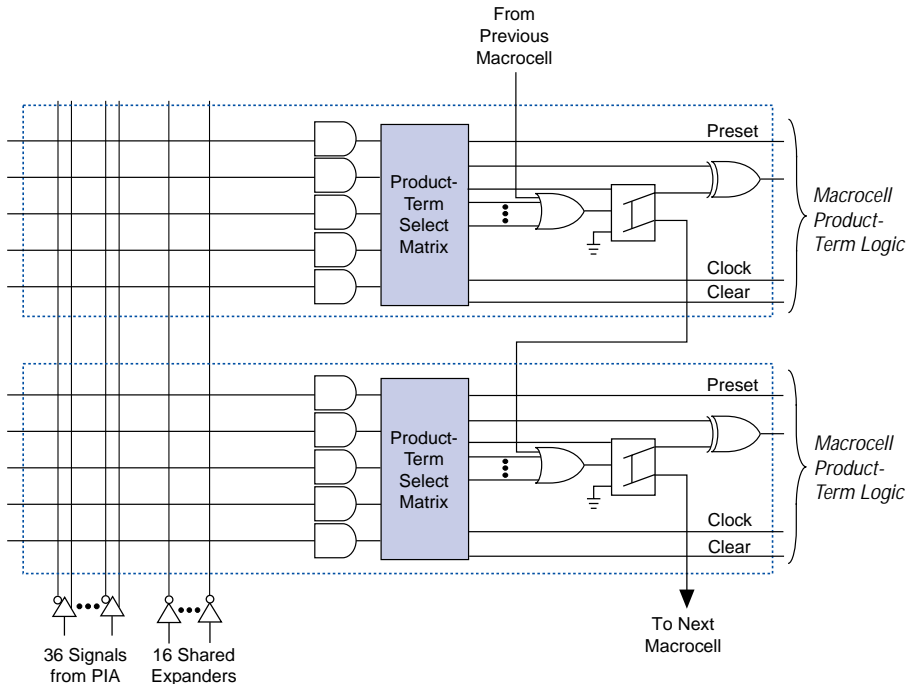 From
Previous
Macrocell
Preset
Product-
Term
Select
Matrix
Macrocell
Product-
Term Logic
Clock
Clear
Preset
Product-
Term
Select
Matrix
Macrocell
Product-
Term Logic
Clock
Clear
36 Signals
from PIA
16 Shared
Expanders
To Next
Macrocell